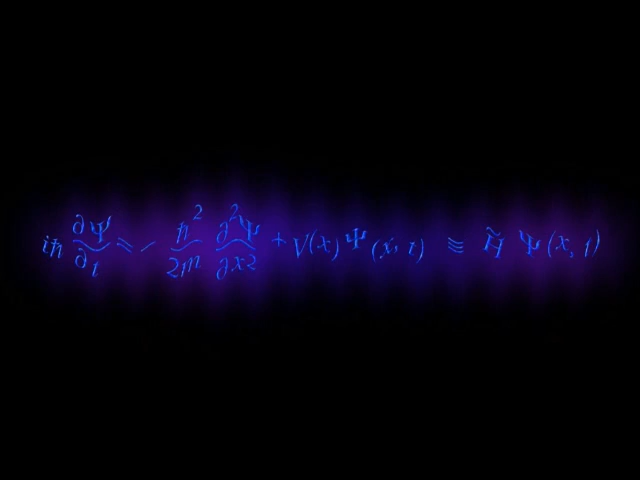 iħ ∂Ψ/∂t = - ħ²/2m ∂²Ψ/∂x² + V(x)Ψ(x, t) ≡ H̃ Ψ(x, t)